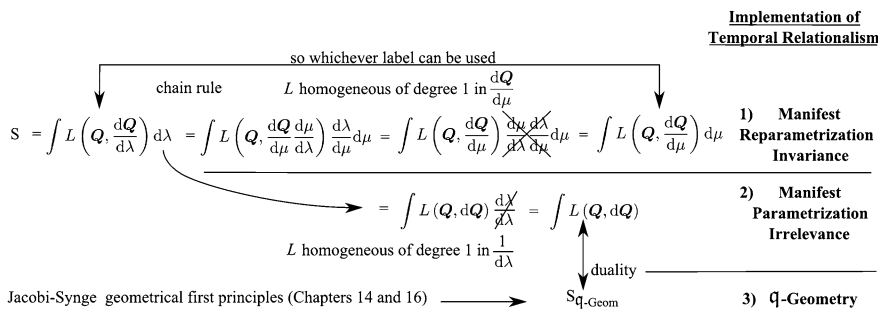 Implementation of
Temporal Relationalism
so whichever label can be used
chain rule
L homogeneous of degree 1 in dQ/dμ
S = ∫ L (Q, dQ/dλ) dλ = ∫ L (Q, dQ/dμ dμ/dλ) dλ/dμ dμ = ∫ L (Q, dQ/dμ) dμ/dλ dλ/dμ dμ = ∫ L (Q, dQ/dμ) dμ
1) Manifest
Reparametrization
Invariance
= ∫ L (Q, dQ) dλ/dλ = ∫ L (Q, dQ)
2) Manifest
Parametrization
Irrelevance
L homogeneous of degree 1 in 1/dλ
duality
Jacobi-Synge geometrical first principles (Chapters 14 and 16)
S q-Geom
3) q-Geometry